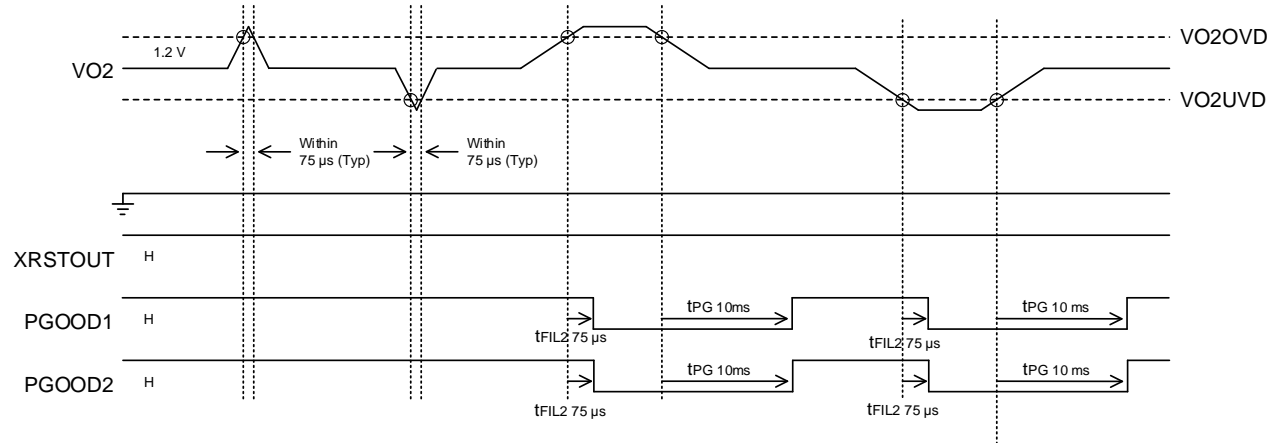 VO2OVD
1.2 V
VO2
VO2UVD
Within
75 µs (Typ)
Within
75 µs (Typ)
XRSTOUT H
PGOOD1 H
tPG 10ms
tPG 10 ms
tFIL2 75 µs
tFIL2 75 µs
PGOOD2 H
tPG 10ms
tPG 10 ms
tFIL2 75 µs
tFIL2 75 µs